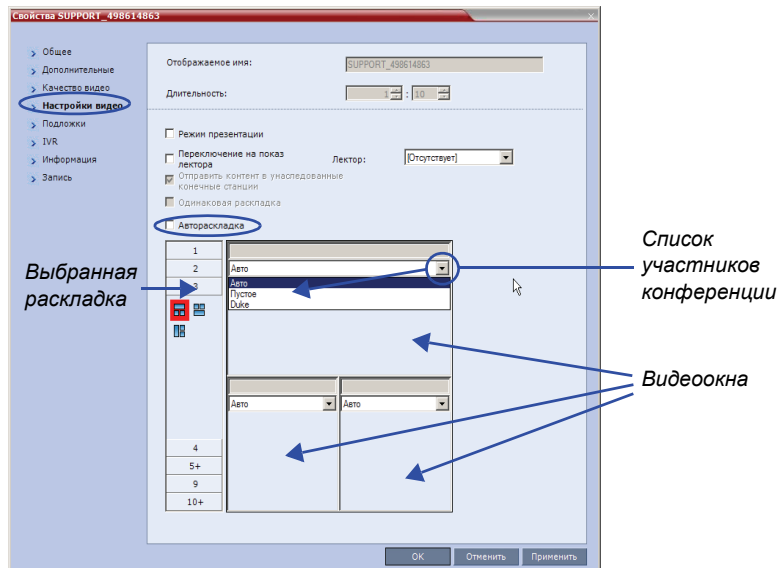 Свойства SUPPORT_498614863
Общее
Дополнительные
Качество видео
Настройки видео
Подложки
IVR
Информация
Запись
Отображаемое имя: SUPPORT_498614863
Длительность: 1 : 10
Режим презентации
Переключение на показ лектора
Лектор: [Отсутствует]
Отправить контент в унаследованные конечные станции
Одинаковая раскладка
Автораскладка
1
2
3
Авто
Авто
Пустое
Duke
Авто
Авто
4
5+
9
10+
Выбранная
раскладка
Список
участников
конференции
Видеоокна
OK
Отменить
Применить